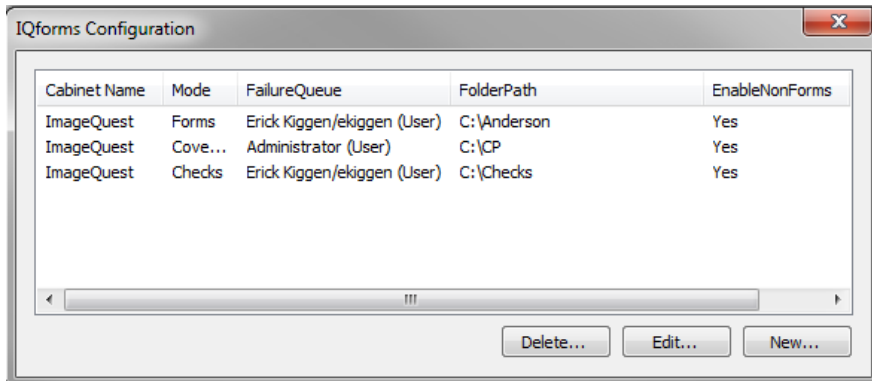 IQforms Configuration
Cabinet Name Mode FailureQueue FolderPath EnableNonForms
ImageQuest Forms Erick Kiggen/ekiggen (User) C:\Anderson Yes
ImageQuest Cove... Administrator (User) C:\CP Yes
ImageQuest Checks Erick Kiggen/ekiggen (User) C:\Checks Yes
Delete... Edit... New...